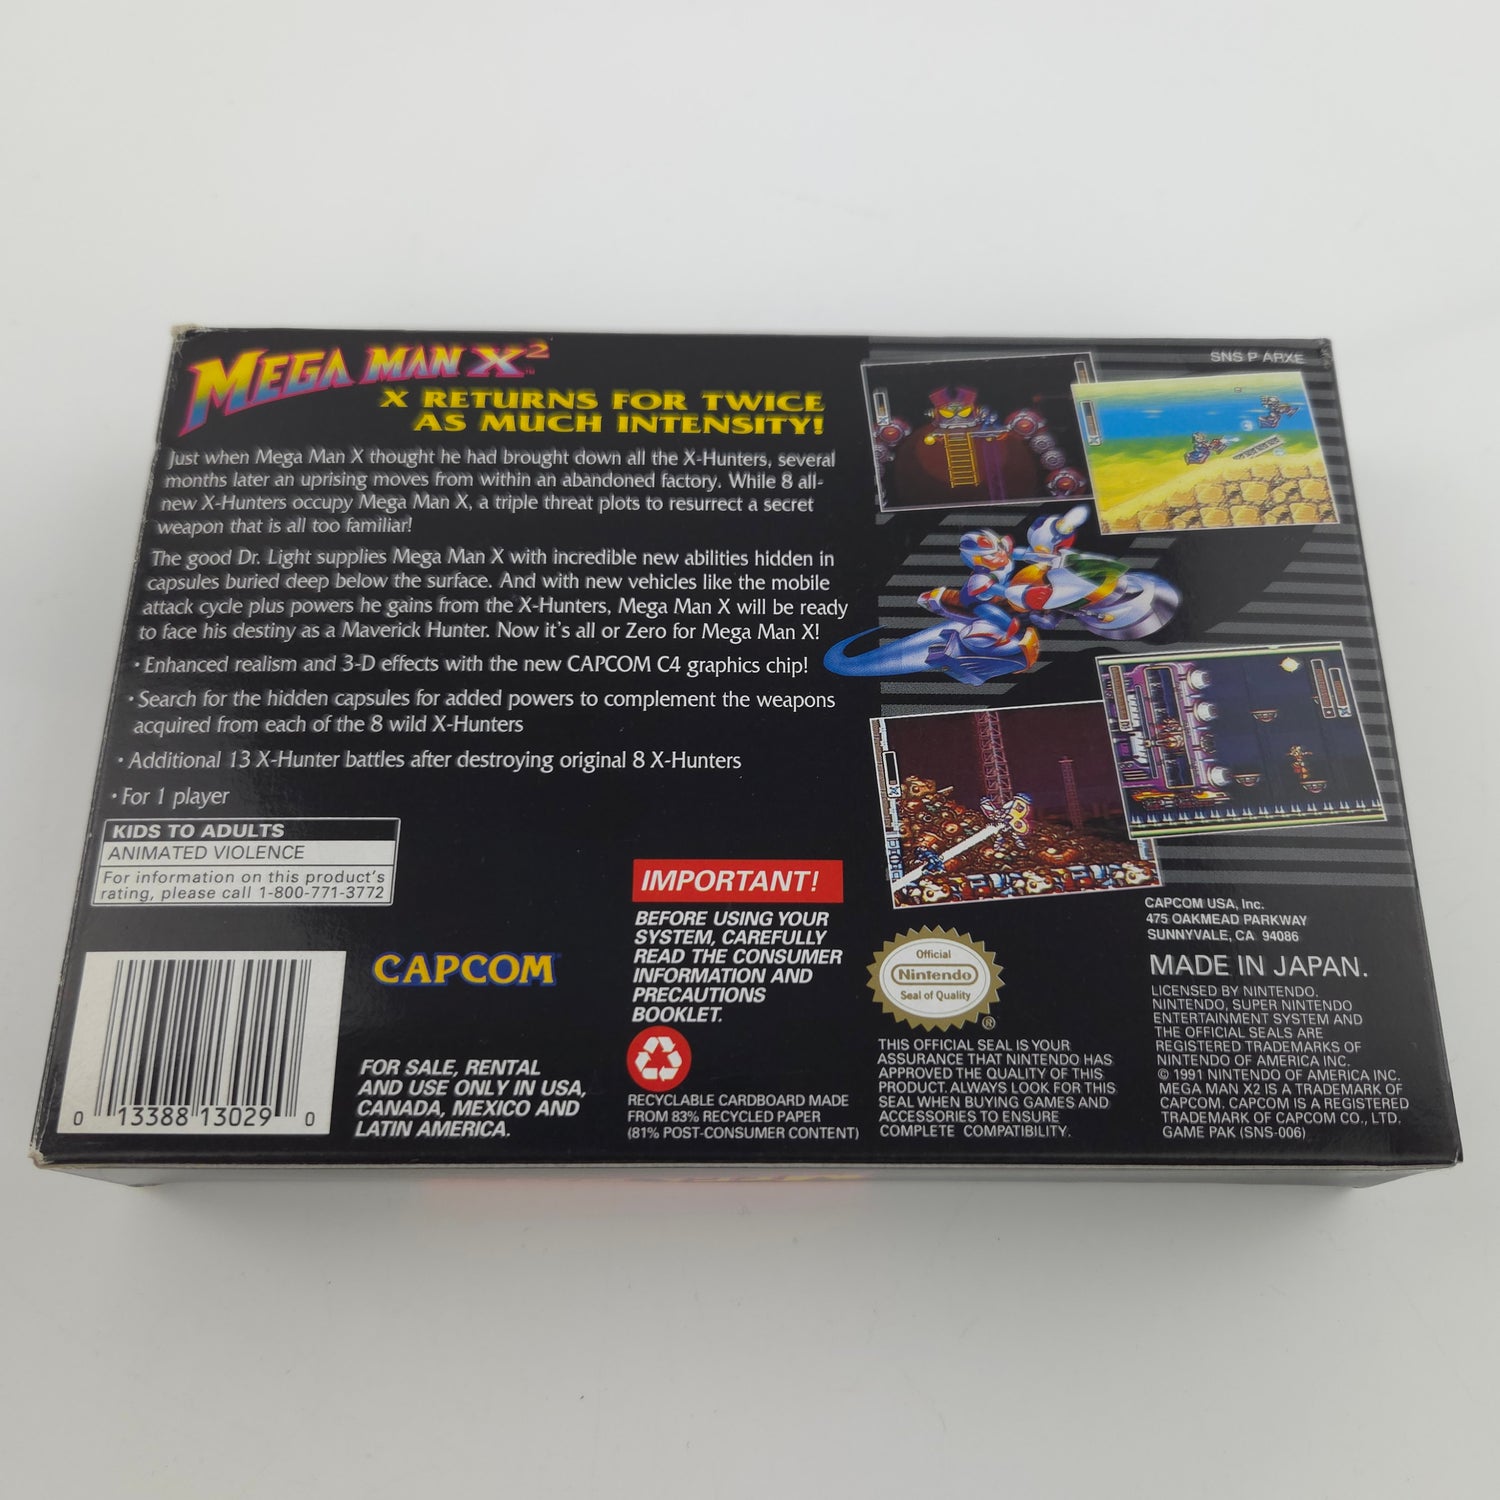 MEGA MAN X2
TM
X RETURNS FOR TWICE
AS MUCH INTENSITY!
Just when Mega Man X thought he had brought down all the X-Hunters, several
months later an uprising moves from within an abandoned factory. While 8 all-
new X-Hunters occupy Mega Man X, a triple threat plots to resurrect a secret
weapon that is all too familiar!
The good Dr. Light supplies Mega Man X with incredible new abilities hidden in
capsules buried deep below the surface. And with new vehicles like the mobile
attack cycle plus powers he gains from the X-Hunters, Mega Man X will be ready
to face his destiny as a Maverick Hunter. Now it's all or Zero for Mega Man X!
• Enhanced realism and 3-D effects with the new CAPCOM C4 graphics chip!
• Search for the hidden capsules for added powers to complement the weapons
acquired from each of the 8 wild X-Hunters
• Additional 13 X-Hunter battles after destroying original 8 X-Hunters
• For 1 player
KIDS TO ADULTS
ANIMATED VIOLENCE
For information on this product's
rating, please call 1-800-771-3772
0 13388 13029 0
CAPCOM
FOR SALE, RENTAL
AND USE ONLY IN USA,
CANADA, MEXICO AND
LATIN AMERICA.
IMPORTANT!
BEFORE USING YOUR
SYSTEM, CAREFULLY
READ THE CONSUMER
INFORMATION AND
PRECAUTIONS
BOOKLET.
RECYCLABLE CARDBOARD MADE
FROM 83% RECYCLED PAPER
(81% POST-CONSUMER CONTENT)
SNS P ARXE
Official
Nintendo
Seal of Quality
®
THIS OFFICIAL SEAL IS YOUR
ASSURANCE THAT NINTENDO HAS
APPROVED THE QUALITY OF THIS
PRODUCT. ALWAYS LOOK FOR THIS
SEAL WHEN BUYING GAMES AND
ACCESSORIES TO ENSURE
COMPLETE COMPATIBILITY.
CAPCOM USA, Inc.
475 OAKMEAD PARKWAY
SUNNYVALE, CA 94086
MADE IN JAPAN.
LICENSED BY NINTENDO.
NINTENDO, SUPER NINTENDO
ENTERTAINMENT SYSTEM AND
THE OFFICIAL SEALS ARE
REGISTERED TRADEMARKS OF
NINTENDO OF AMERICA INC.
© 1991 NINTENDO OF AMERICA INC.
MEGA MAN X2 IS A TRADEMARK OF
CAPCOM. CAPCOM IS A REGISTERED
TRADEMARK OF CAPCOM CO., LTD.
GAME PAK (SNS-006)